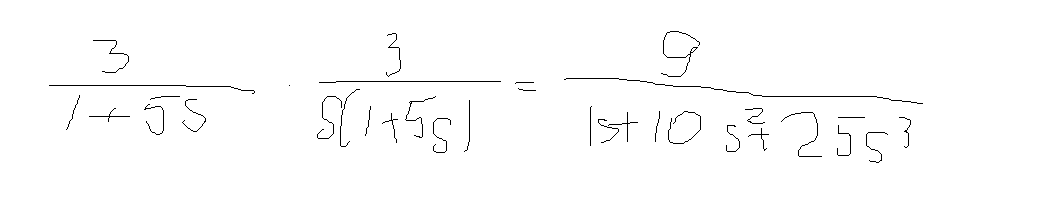 3/(1+5s) · 3/(s(1+5s)) = 9/(1s+10s²+25s³)